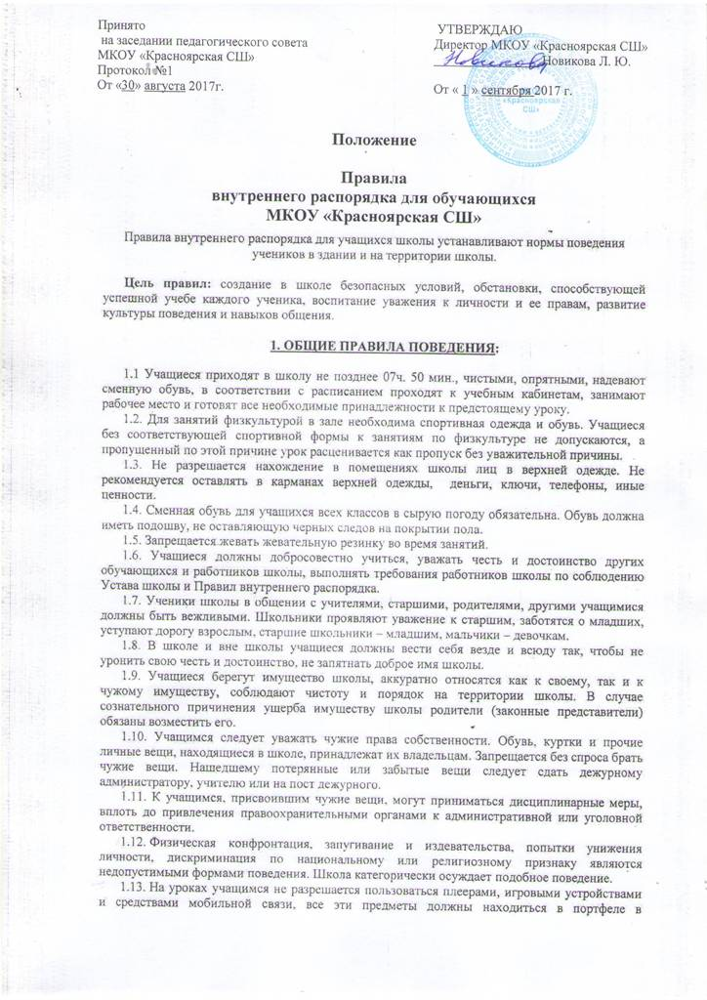 Принято
на заседании педагогического совета
МКОУ «Красноярская СШ»
Протокол №1
От «30» августа 2017г.
УТВЕРЖДАЮ
Директор МКОУ «Красноярская СШ»
Новикова Новикова Л. Ю.
От « 1 » сентября 2017 г.
«Красноярская
СШ»
Положение
Правила
внутреннего распорядка для обучающихся
МКОУ «Красноярская СШ»
Правила внутреннего распорядка для учащихся школы устанавливают нормы поведения
учеников в здании и на территории школы.
Цель правил: создание в школе безопасных условий, обстановки, способствующей
успешной учебе каждого ученика, воспитание уважения к личности и ее правам, развитие
культуры поведения и навыков общения.
1. ОБЩИЕ ПРАВИЛА ПОВЕДЕНИЯ:
1.1 Учащиеся приходят в школу не позднее 07ч. 50 мин., чистыми, опрятными, надевают
сменную обувь, в соответствии с расписанием проходят к учебным кабинетам, занимают
рабочее место и готовят все необходимые принадлежности к предстоящему уроку.
1.2. Для занятий физкультурой в зале необходима спортивная одежда и обувь. Учащиеся
без соответствующей спортивной формы к занятиям по физкультуре не допускаются, а
пропущенный по этой причине урок расценивается как пропуск без уважительной причины.
1.3. Не разрешается нахождение в помещениях школы лиц в верхней одежде. Не
рекомендуется оставлять в карманах верхней одежды, деньги, ключи, телефоны, иные
ценности.
1.4. Сменная обувь для учащихся всех классов в сырую погоду обязательна. Обувь должна
иметь подошву, не оставляющую черных следов на покрытии пола.
1.5. Запрещается жевать жевательную резинку во время занятий.
1.6. Учащиеся должны добросовестно учиться, уважать честь и достоинство других
обучающихся и работников школы, выполнять требования работников школы по соблюдению
Устава школы и Правил внутреннего распорядка.
1.7. Ученики школы в общении с учителями, старшими, родителями, другими учащимися
должны быть вежливыми. Школьники проявляют уважение к старшим, заботятся о младших,
уступают дорогу взрослым, старшие школьники – младшим, мальчики – девочкам.
1.8. В школе и вне школы учащиеся должны вести себя везде и всюду так, чтобы не
уронить свою честь и достоинство, не запятнать доброе имя школы.
1.9. Учащиеся берегут имущество школы, аккуратно относятся как к своему, так и к
чужому имуществу, соблюдают чистоту и порядок на территории школы. В случае
сознательного причинения ущерба имуществу школы родители (законные представители)
обязаны возместить его.
1.10. Учащимся следует уважать чужие права собственности. Обувь, куртки и прочие
личные вещи, находящиеся в школе, принадлежат их владельцам. Запрещается без спроса брать
чужие вещи. Нашедшему потерянные или забытые вещи следует сдать дежурному
администратору, учителю или на пост дежурного.
1.11. К учащимся, присвоившим чужие вещи, могут приниматься дисциплинарные меры,
вплоть до привлечения правоохранительными органами к административной или уголовной
ответственности.
1.12. Физическая конфронтация, запугивание и издевательства, попытки унижения
личности, дискриминация по национальному или религиозному признаку являются
недопустимыми формами поведения. Школа категорически осуждает подобное поведение.
1.13. На уроках учащимся не разрешается пользоваться плеерами, игровыми устройствами
и средствами мобильной связи, все эти предметы должны находиться в портфеле в